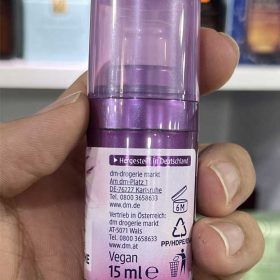 ▸ Hergestellt in Deutschland
dm-drogerie markt
Am dm-Platz 1
DE-76227 Karlsruhe
Tel. 0800 3658633
www.dm.de
Vertrieb in Österreich:
dm drogerie markt
AT-5071 Wals
Tel. 0800 3658633
www.dm.at
Vegan
15 ml ℮
6M
PP/HDPE/